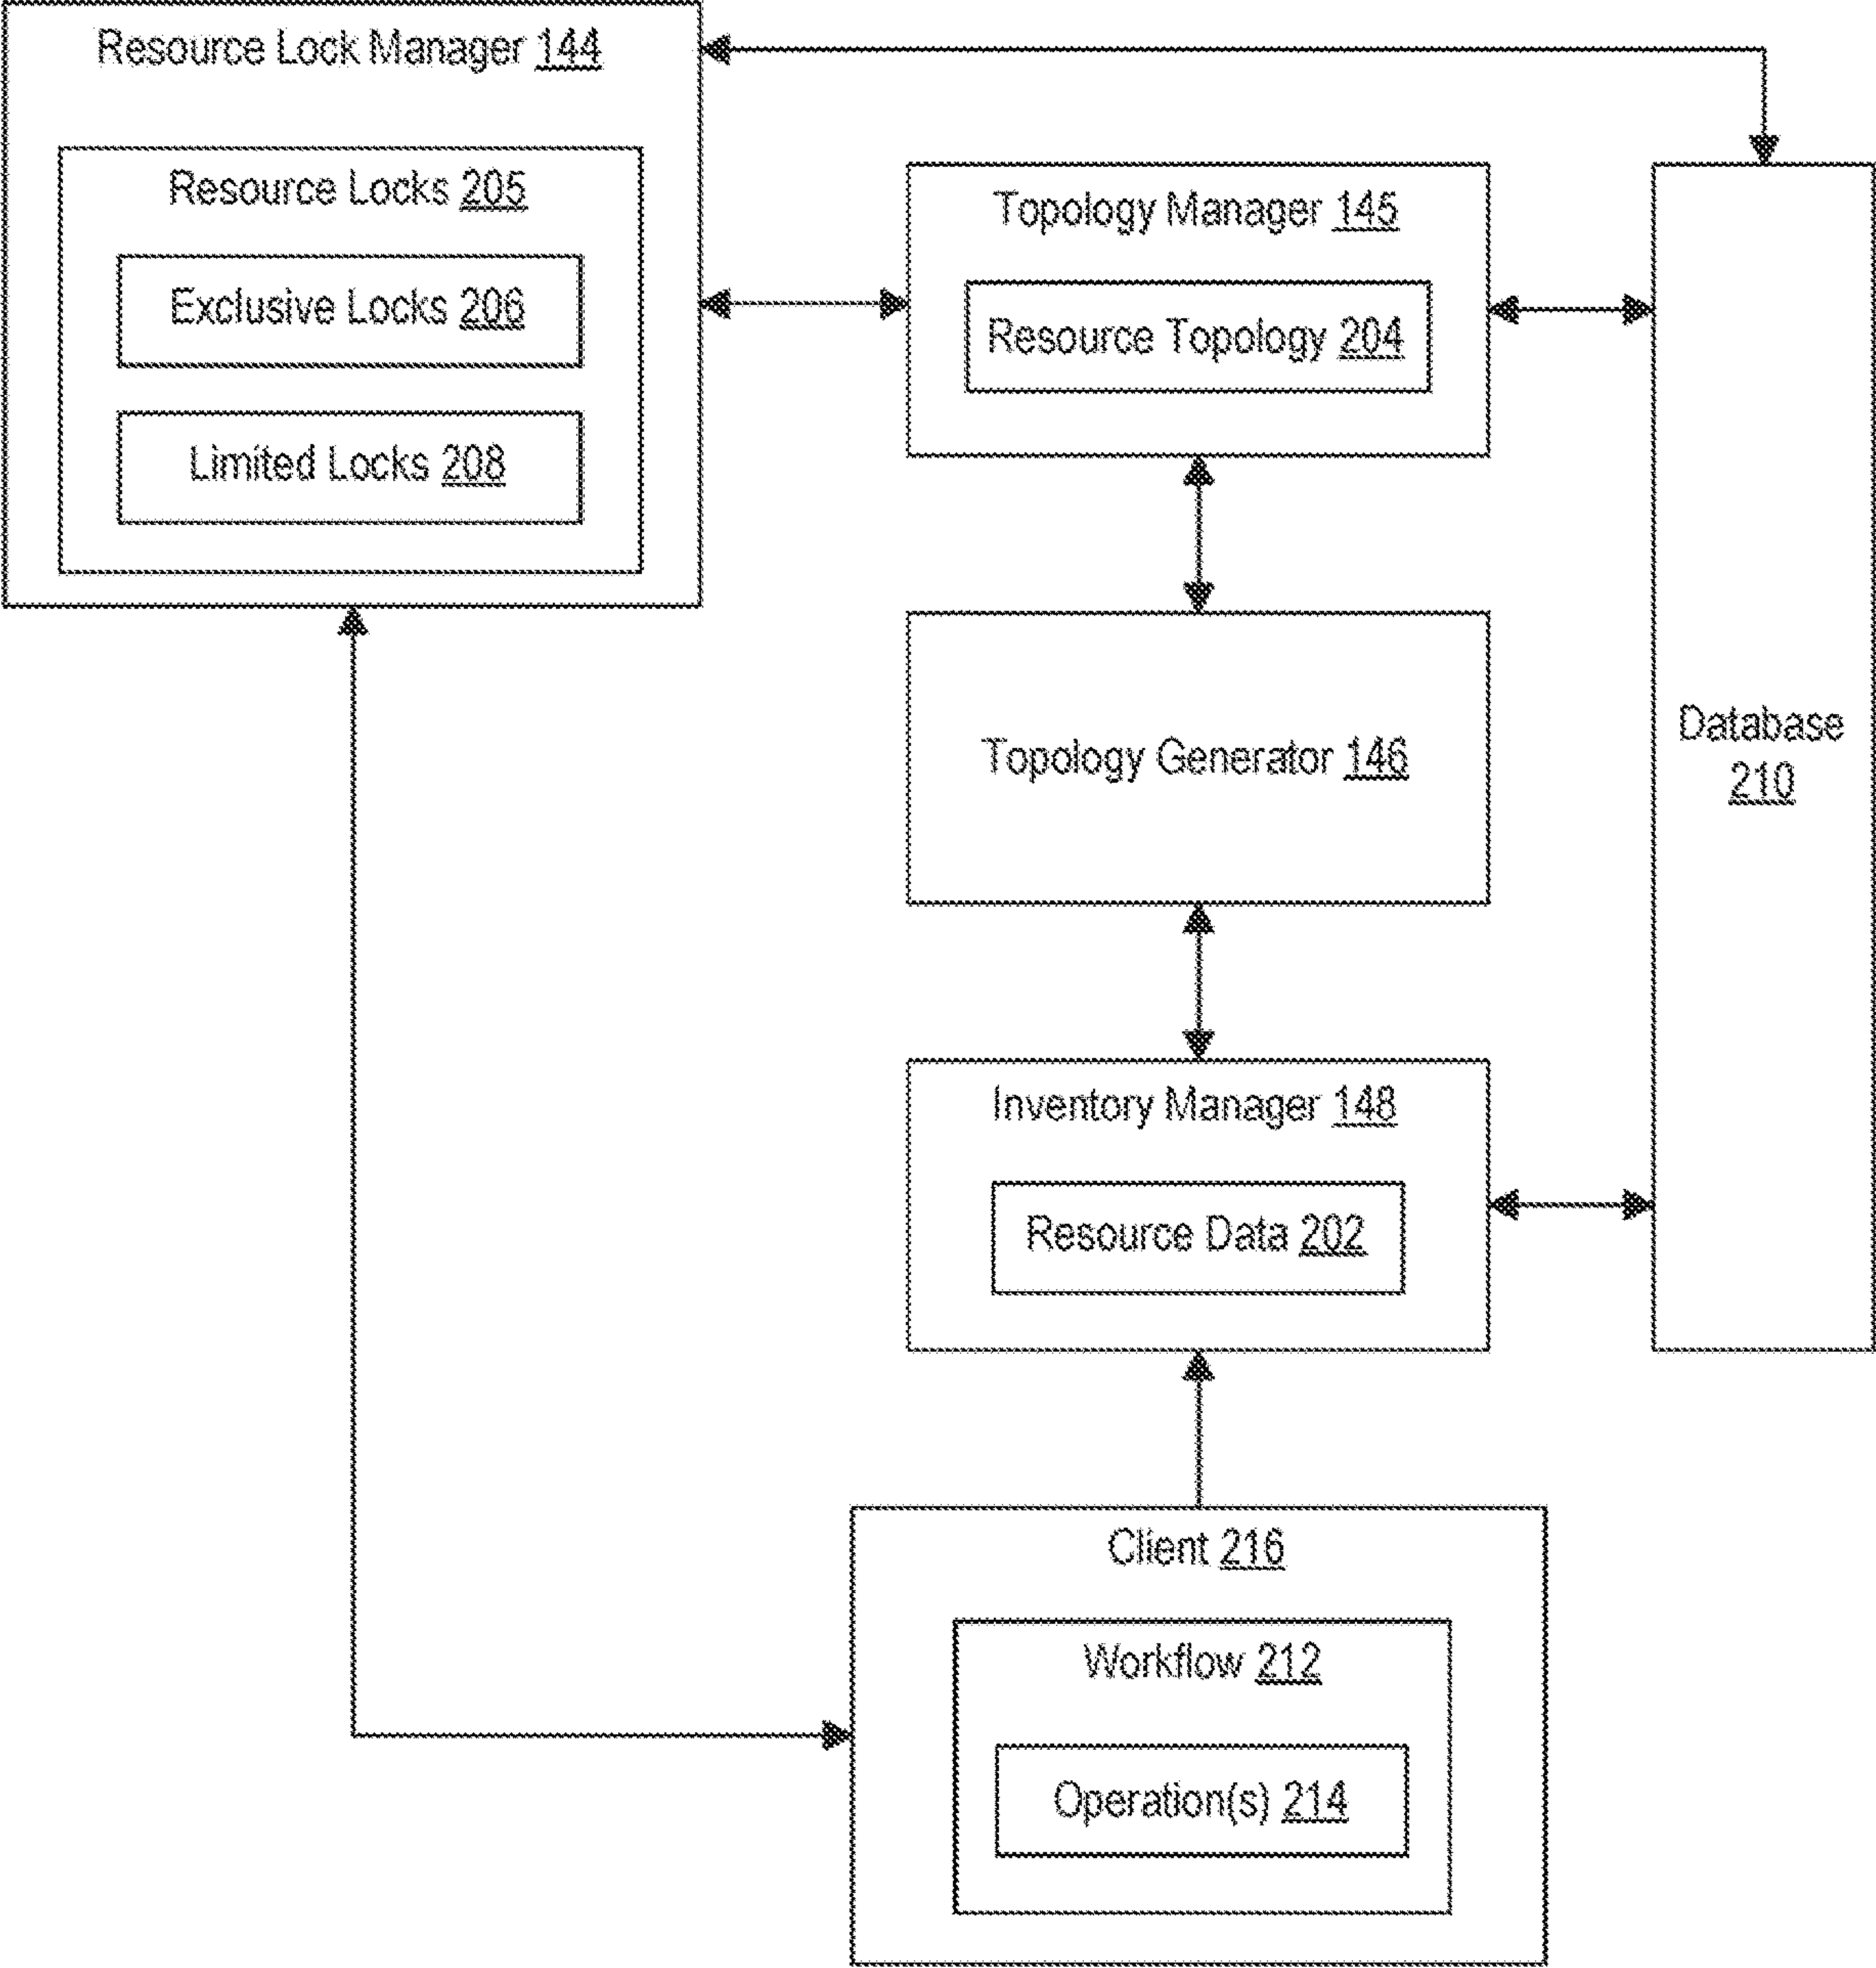 Resource Lock Manager 144
Resource Locks 205
Exclusive Locks 206
Limited Locks 208
Topology Manager 145
Resource Topology 204
Topology Generator 146
Database
210
Inventory Manager 148
Resource Data 202
Client 216
Workflow 212
Operation(s) 214